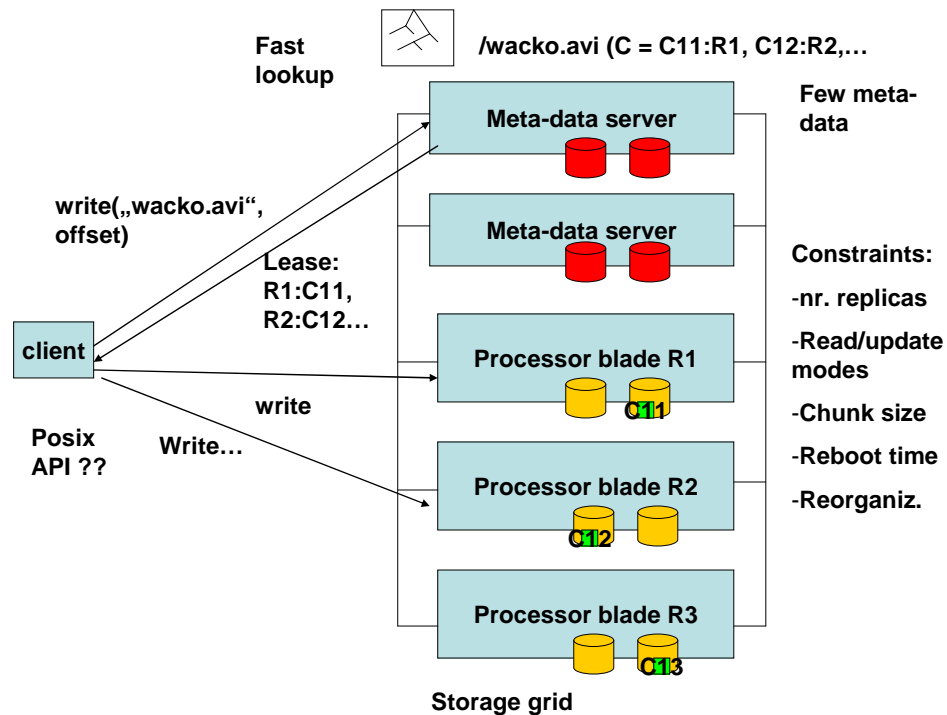 Fast
lookup
/wacko.avi (C = C11:R1, C12:R2,…
Meta-data server
Few meta-
data
write(„wacko.avi“,
offset)
Meta-data server
Lease:
R1:C11,
R2:C12…
Constraints:
-nr. replicas
-Read/update
modes
-Chunk size
-Reboot time
-Reorganiz.
client
Processor blade R1
C11
write
Posix
API ??
Write…
Processor blade R2
C12
Processor blade R3
C13
Storage grid